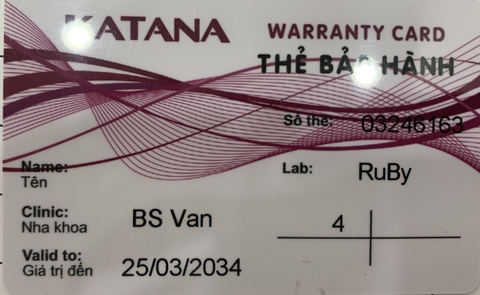 KATANA
WARRANTY CARD
THẺ BẢO HÀNH
Số thẻ: 03246163
Name:
Tên
Lab: RuBy
Clinic:
Nha khoa
BS Van
4
Valid to:
Giá trị đến
25/03/2034